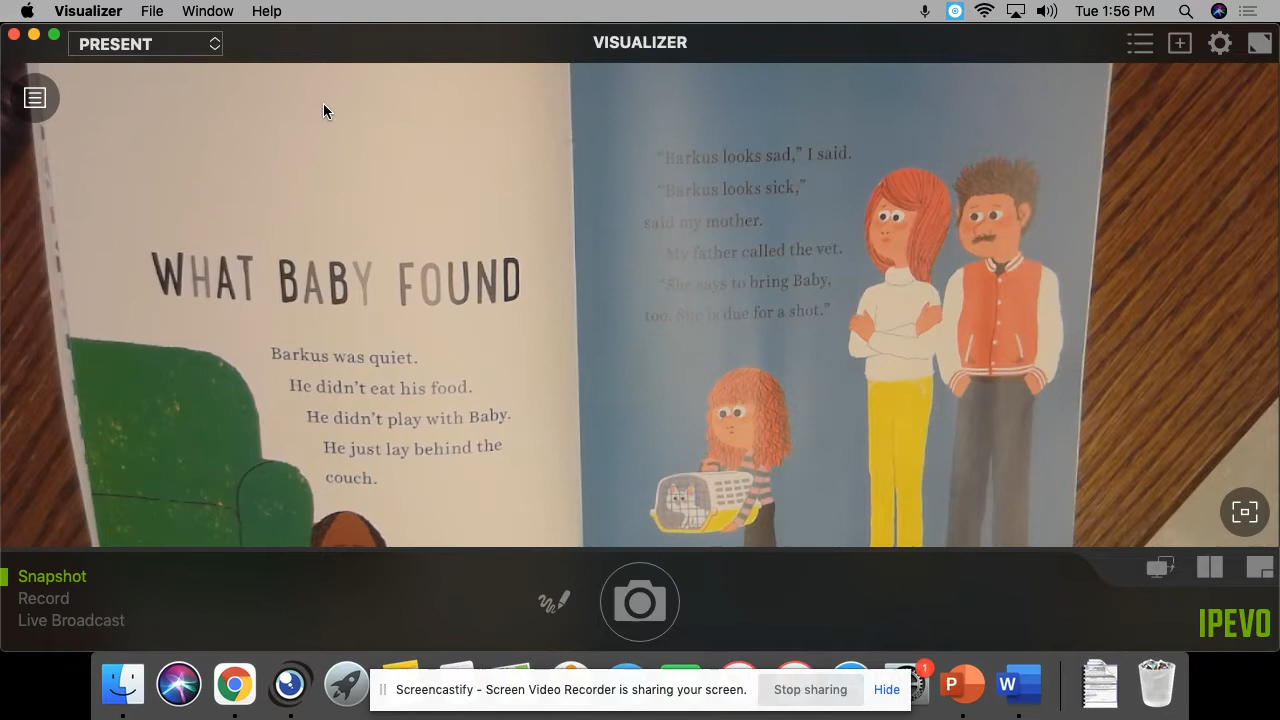 Visualizer File Window Help
Tue 1:56 PM
PRESENT
VISUALIZER
WHAT BABY FOUND
Barkus was quiet.
He didn't eat his food.
He didn't play with Baby.
He just lay behind the
couch.
"Barkus looks sad," I said.
"Barkus looks sick,"
said my mother.
My father called the vet.
"She says to bring Baby,
too. She is due for a shot."
Snapshot
Record
Live Broadcast
IPEVO
Screencastify - Screen Video Recorder is sharing your screen.
Stop sharing
Hide
1
P
W